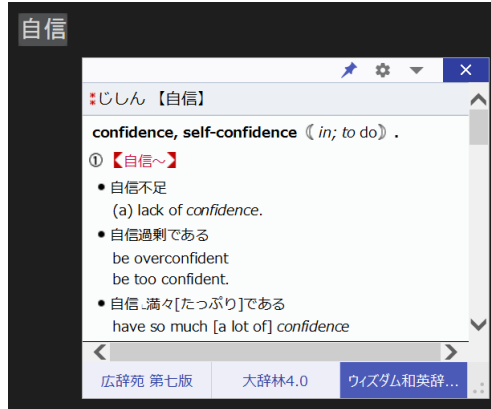 自信
⁑じしん 【自信】
confidence, self-confidence 《in; to do》.
① 【自信～】
● 自信不足
(a) lack of confidence.
● 自信過剰である
be overconfident
be too confident.
● 自信⌟満々[たっぷり]である
have so much [a lot of] confidence
広辞苑 第七版 大辞林4.0 ウィズダム和英辞...